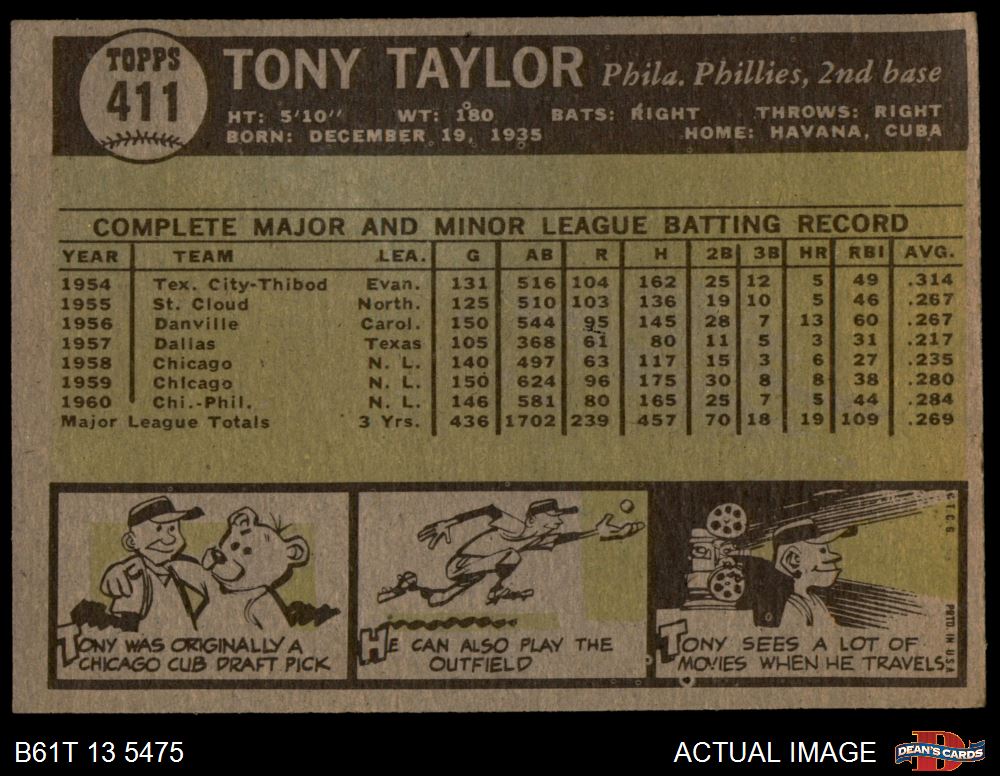 TOPPS
411
TONY TAYLOR Phila. Phillies, 2nd base
HT: 5'10" WT: 180 BATS: RIGHT THROWS: RIGHT
BORN: DECEMBER 19, 1935 HOME: HAVANA, CUBA
COMPLETE MAJOR AND MINOR LEAGUE BATTING RECORD
YEAR TEAM LEA. G AB R H 2B 3B HR RBI AVG.
1954 Tex. City-Thibod Evan. 131 516 104 162 25 12 5 49 .314
1955 St. Cloud North. 125 510 103 136 19 10 5 46 .267
1956 Danville Carol. 150 544 95 145 28 7 13 60 .267
1957 Dallas Texas 105 368 61 80 11 5 3 31 .217
1958 Chicago N. L. 140 497 63 117 15 3 6 27 .235
1959 Chicago N. L. 150 624 96 175 30 8 8 38 .280
1960 Chi.-Phil. N. L. 146 581 80 165 25 7 5 44 .284
Major League Totals 3 Yrs. 436 1702 239 457 70 18 19 109 .269
TONY WAS ORIGINALLY A
CHICAGO CUB DRAFT PICK
HE CAN ALSO PLAY THE
OUTFIELD
TONY SEES A LOT OF
MOVIES WHEN HE TRAVELS
© T.C.G. PRTD. IN U.S.A.
B61T 13 5475
ACTUAL IMAGE
D
DEAN'S CARDS